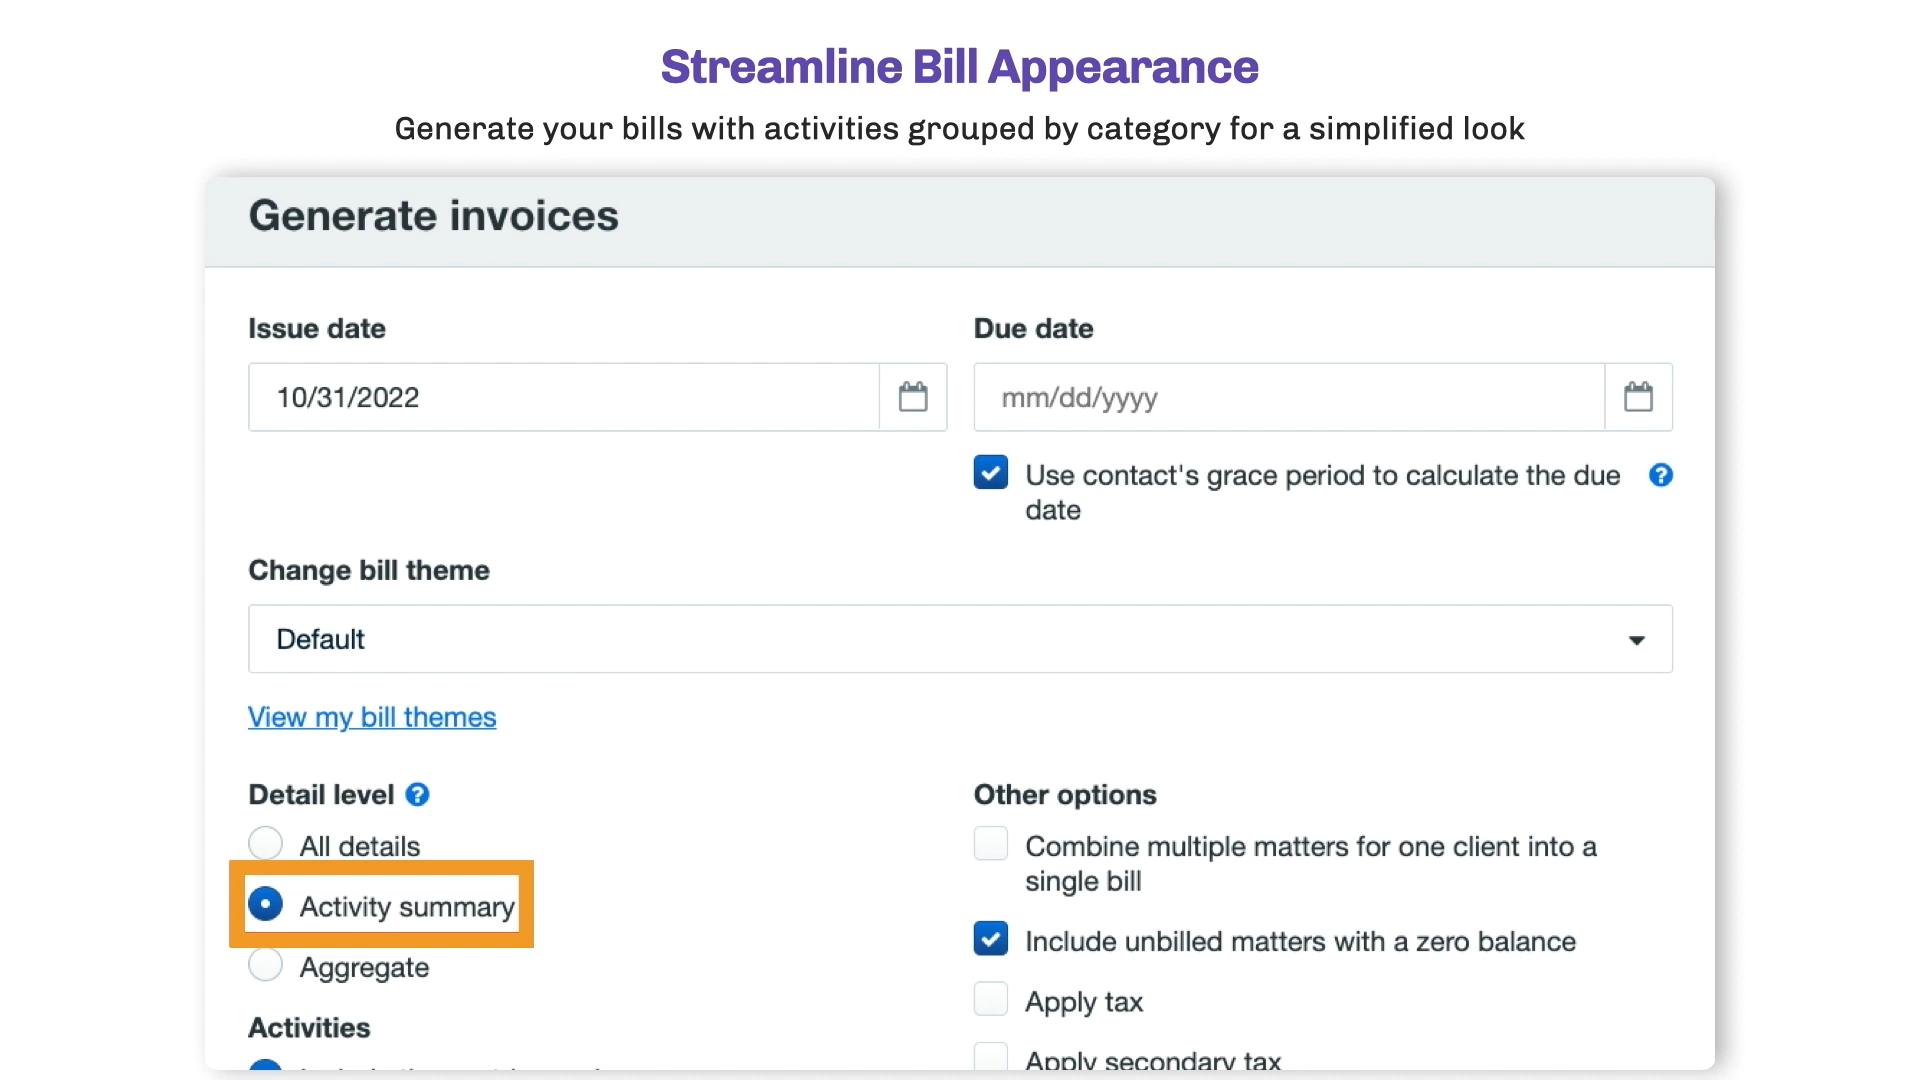 Streamline Bill Appearance
Generate your bills with activities grouped by category for a simplified look
Generate invoices
Issue date
Due date
10/31/2022
mm/dd/yyyy
Use contact's grace period to calculate the due
date
Change bill theme
Default
View my bill themes
Detail level
Other options
All details
Combine multiple matters for one client into a
single bill
Activity summary
Include unbilled matters with a zero balance
Aggregate
Apply tax
Activities
Apply secondary tax